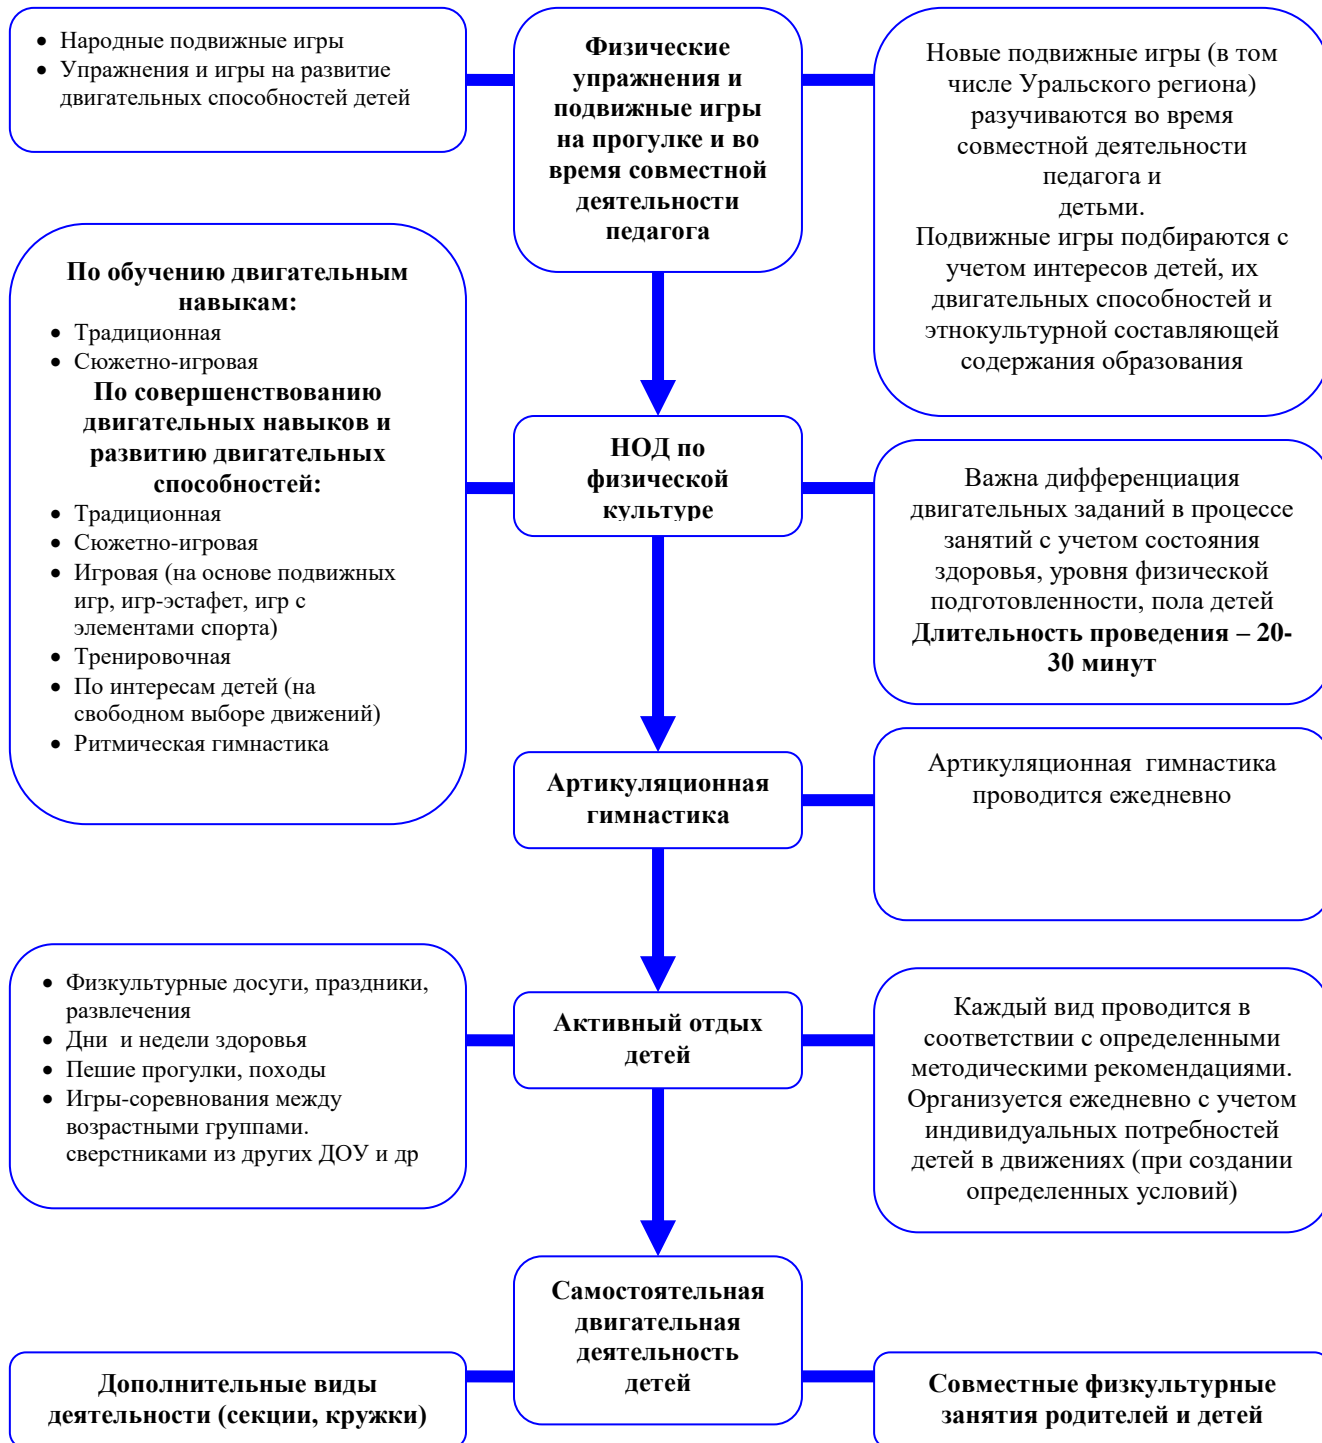 • Народные подвижные игры
• Упражнения и игры на развитие
двигательных способностей детей
Физические
упражнения и
подвижные игры
на прогулке и во
время совместной
деятельности
педагога
Новые подвижные игры (в том
числе Уральского региона)
разучиваются во время
совместной деятельности
педагога и
детьми.
Подвижные игры подбираются с
учетом интересов детей, их
двигательных способностей и
этнокультурной составляющей
содержания образования
По обучению двигательным
навыкам:
• Традиционная
• Сюжетно-игровая
По совершенствованию
двигательных навыков и
развитию двигательных
способностей:
• Традиционная
• Сюжетно-игровая
• Игровая (на основе подвижных
игр, игр-эстафет, игр с
элементами спорта)
• Тренировочная
• По интересам детей (на
свободном выборе движений)
• Ритмическая гимнастика
НОД по
физической
культуре
Важна дифференциация
двигательных заданий в процессе
занятий с учетом состояния
здоровья, уровня физической
подготовленности, пола детей
Длительность проведения – 20-
30 минут
Артикуляционная
гимнастика
Артикуляционная  гимнастика
проводится ежедневно
• Физкультурные досуги, праздники,
развлечения
• Дни  и недели здоровья
• Пешие прогулки, походы
• Игры-соревнования между
возрастными группами.
сверстниками из других ДОУ и др
Активный отдых
детей
Каждый вид проводится в
соответствии с определенными
методическими рекомендациями.
Организуется ежедневно с учетом
индивидуальных потребностей
детей в движениях (при создании
определенных условий)
Самостоятельная
двигательная
деятельность
детей
Дополнительные виды
деятельности (секции, кружки)
Совместные физкультурные
занятия родителей и детей